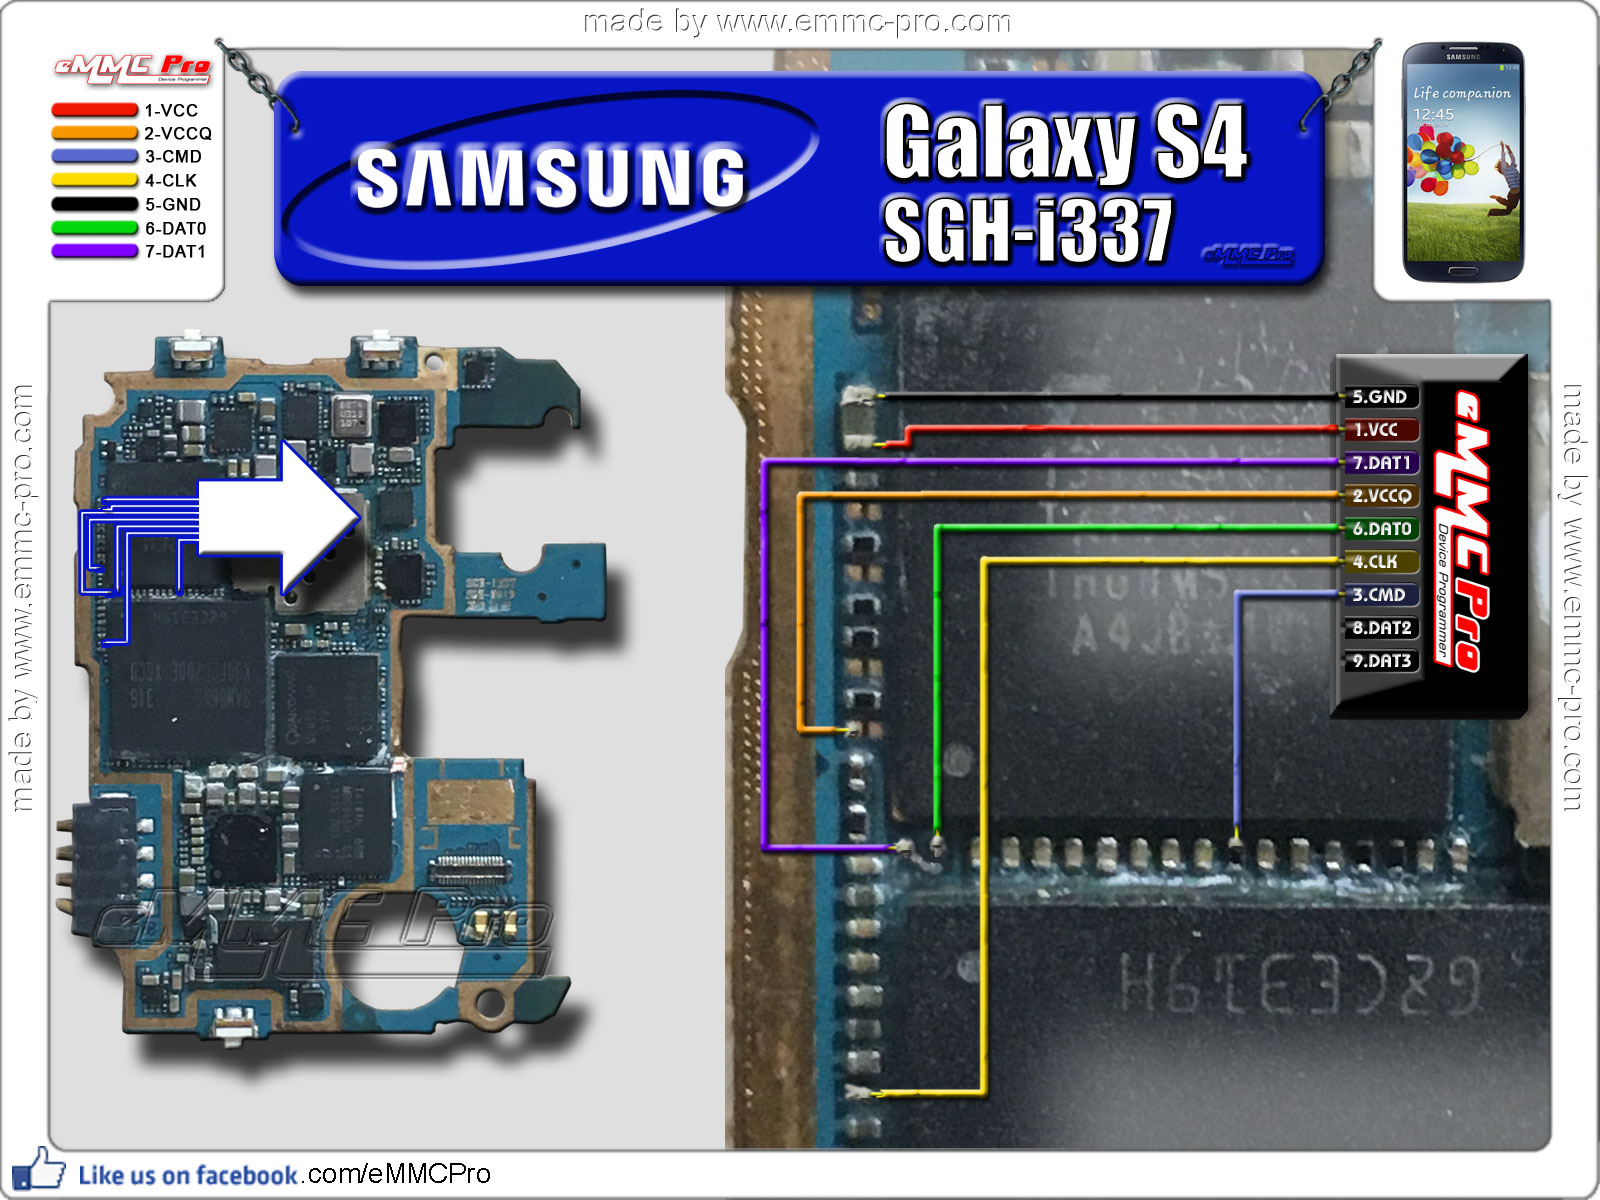 made by www.emmc-pro.com
eMMC Pro
Device Programmer
1-VCC
2-VCCQ
3-CMD
4-CLK
5-GND
6-DAT0
7-DAT1
SAMSUNG
Galaxy S4
SGH-i337
eMMC Pro
SAMSUNG
Life companion
12:45
made by www.emmc-pro.com
5.GND
1.VCC
7.DAT1
2.VCCQ
6.DAT0
4.CLK
3.CMD
8.DAT2
9.DAT3
eMMC Pro
Device Programmer
made by www.emmc-pro.com
316
eMMC Pro
Like us on facebook.com/eMMCPro